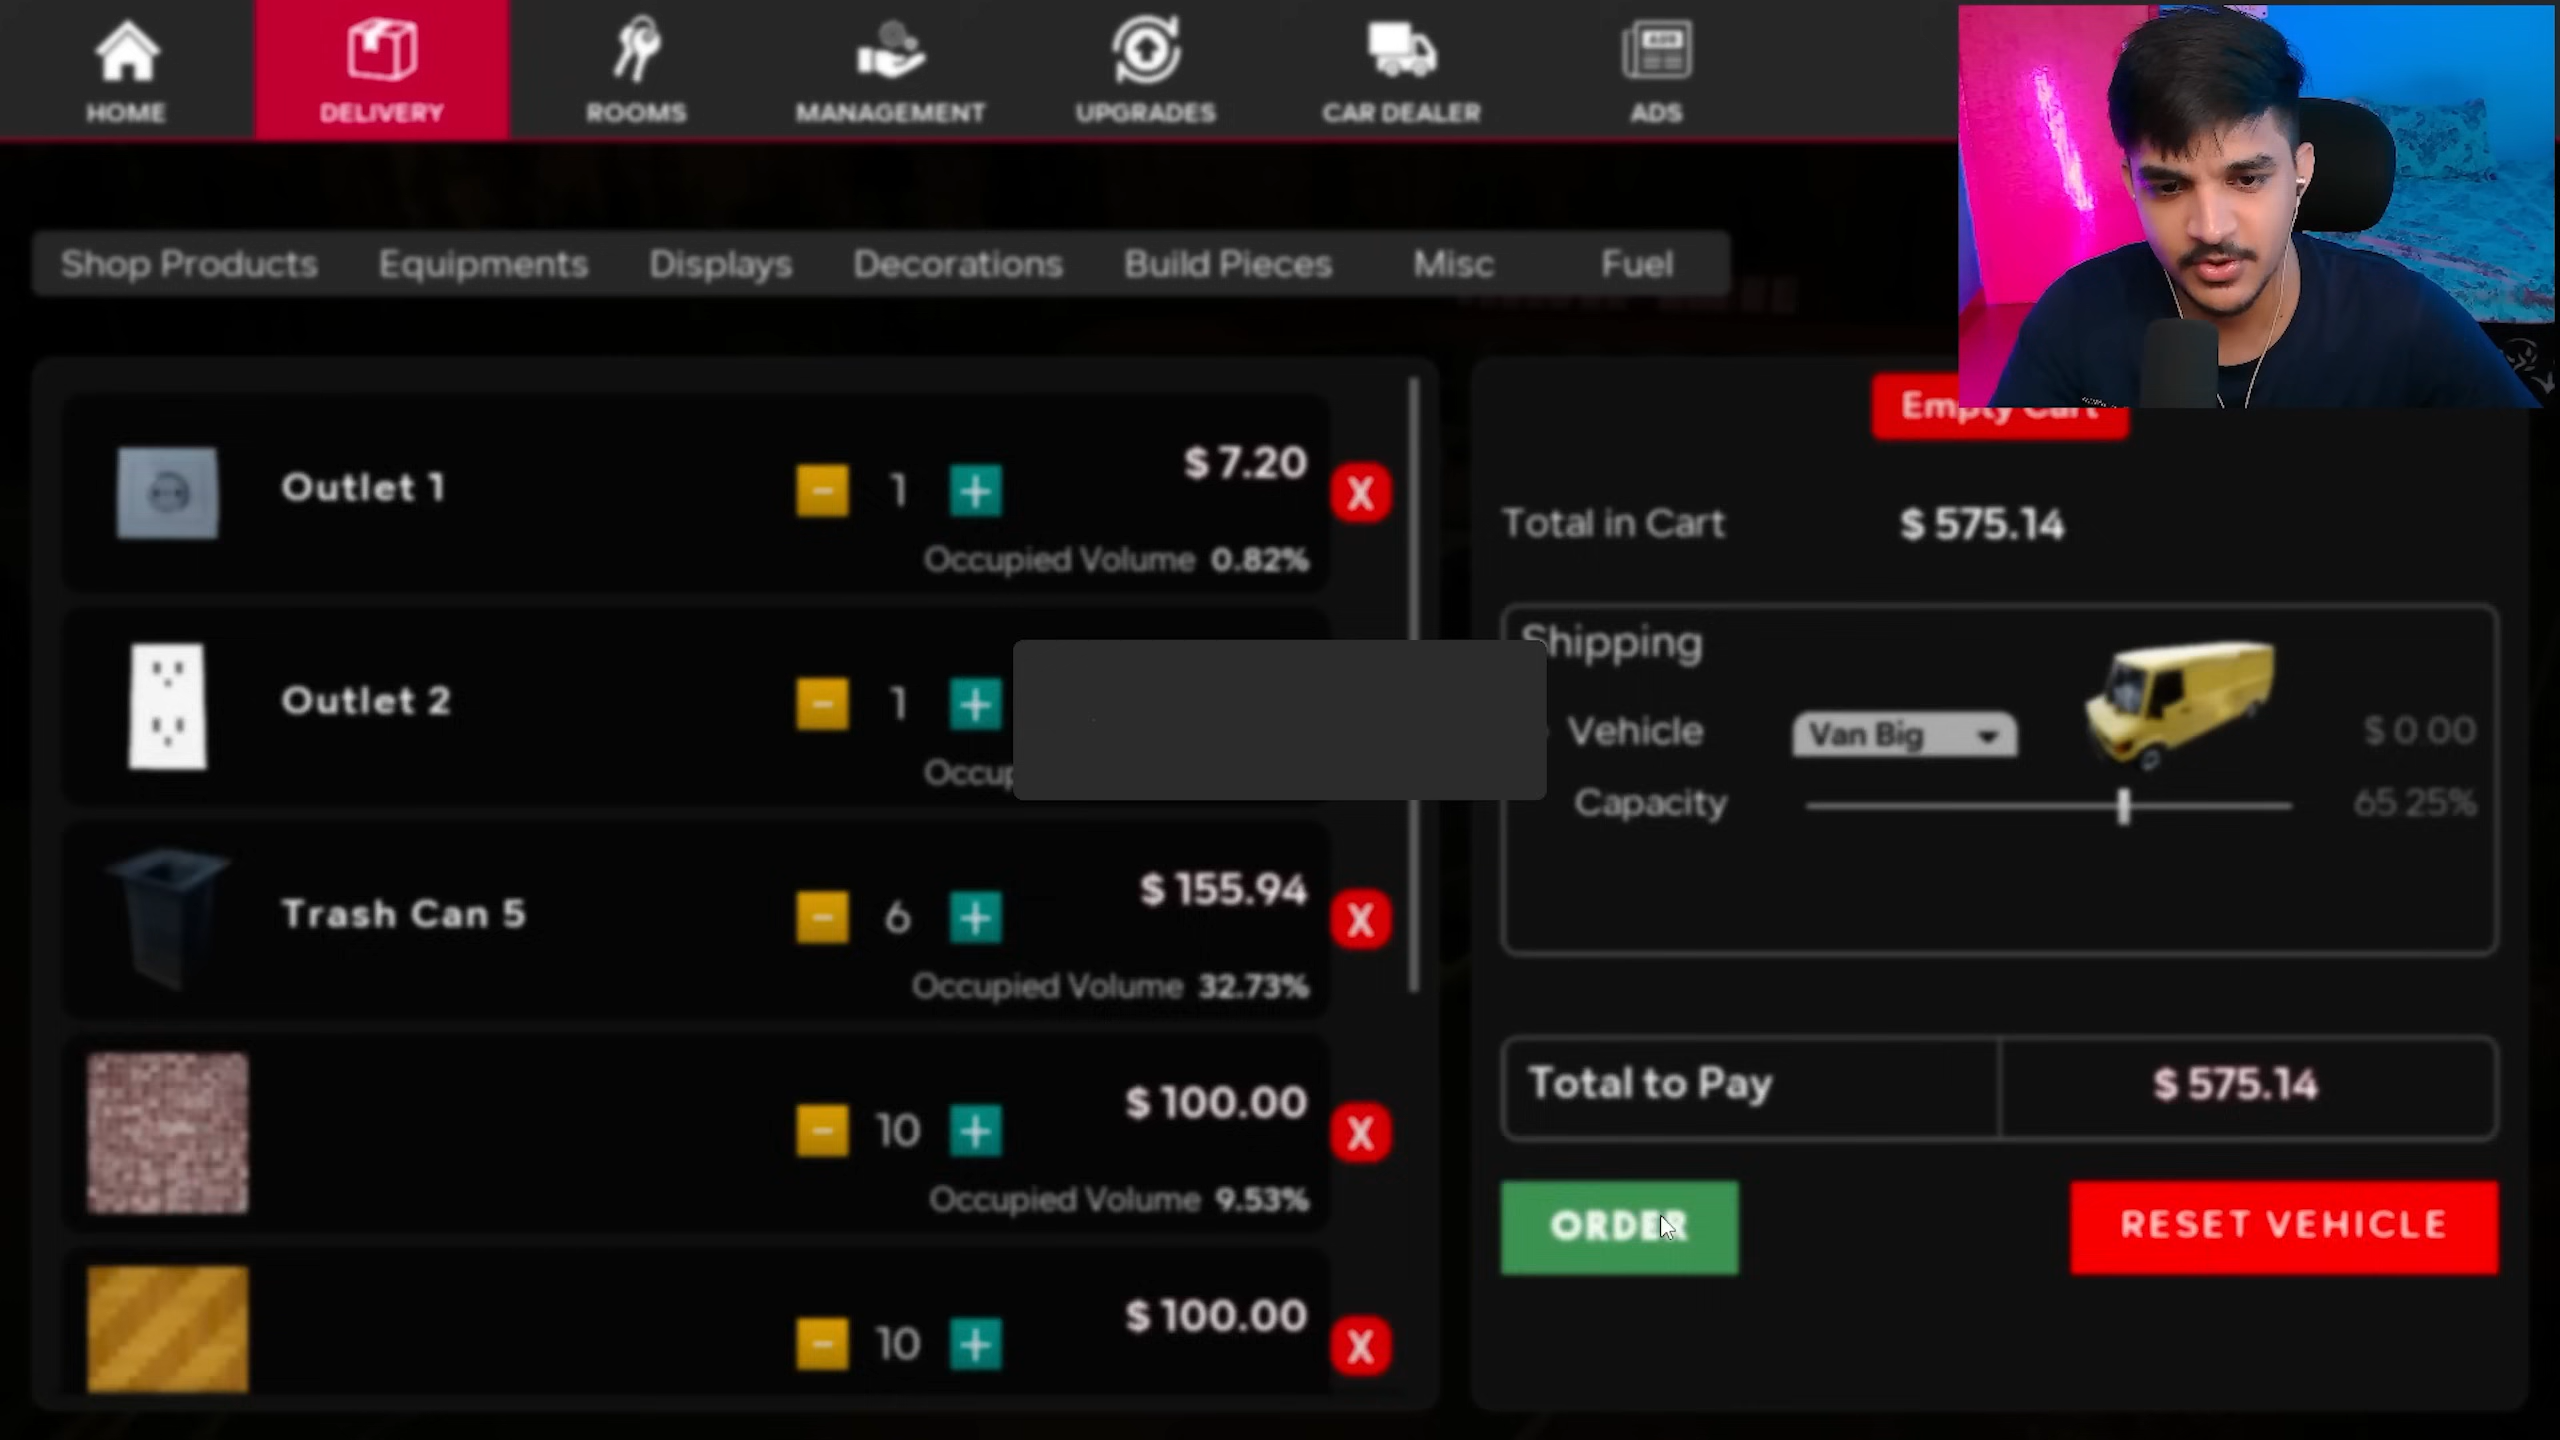 HOME
DELIVERY
ROOMS
MANAGEMENT
UPGRADES
CAR DEALER
ADS
Shop Products
Equipments
Displays
Decorations
Build Pieces
Misc
Fuel
Outlet 1
- 1 +
$ 7.20
X
Occupied Volume 0.82%
Outlet 2
- 1 +
Trash Can 5
- 6 +
$ 155.94
X
Occupied Volume 32.73%
- 10 +
$ 100.00
X
Occupied Volume 9.53%
- 10 +
$ 100.00
X
Empty Cart
Total in Cart $ 575.14
Shipping
Vehicle Van Big $ 0.00
Capacity 65.25%
Total to Pay $ 575.14
ORDER
RESET VEHICLE